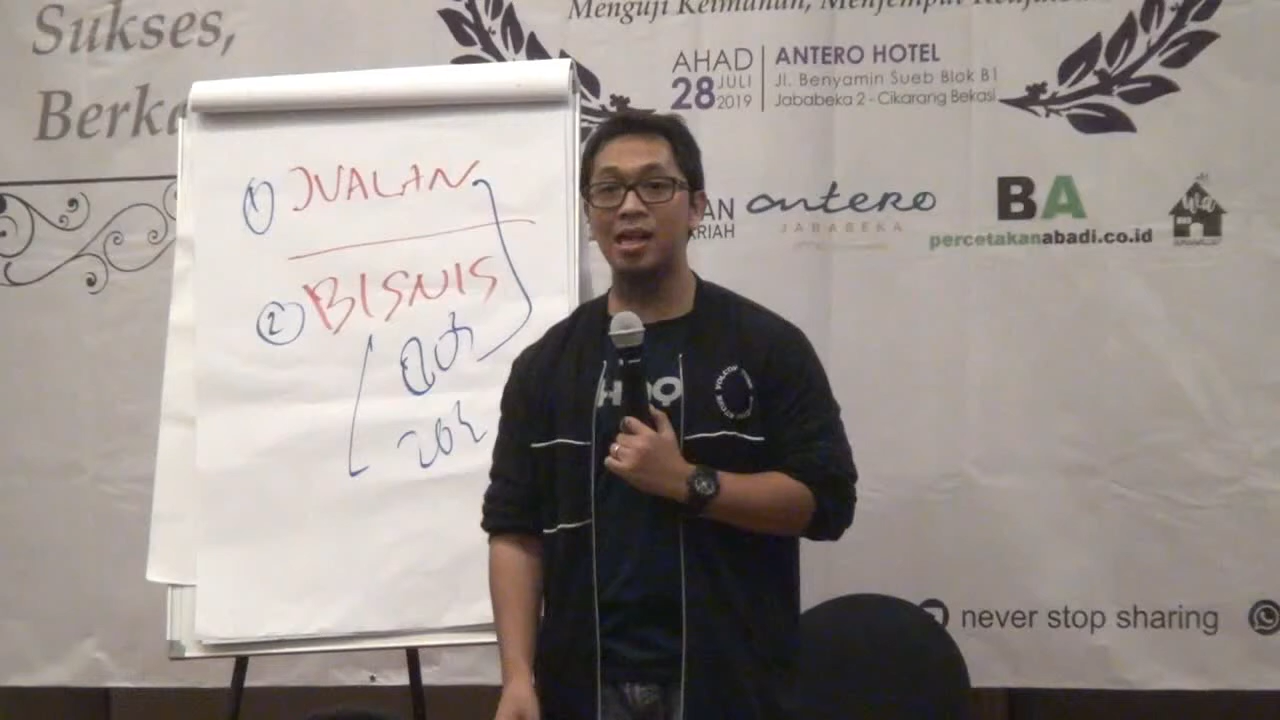 Sukses,
Menguji Keimanan, Menjemput
AHAD
28 JULI
2019
ANTERO HOTEL
Jl. Benyamin Sueb Blok B1
Jababeka 2 - Cikarang Bekasi
1 JUALAN
2 BISNIS
antero
JABABEKA
BA
percetakanabadi.co.id
never stop sharing